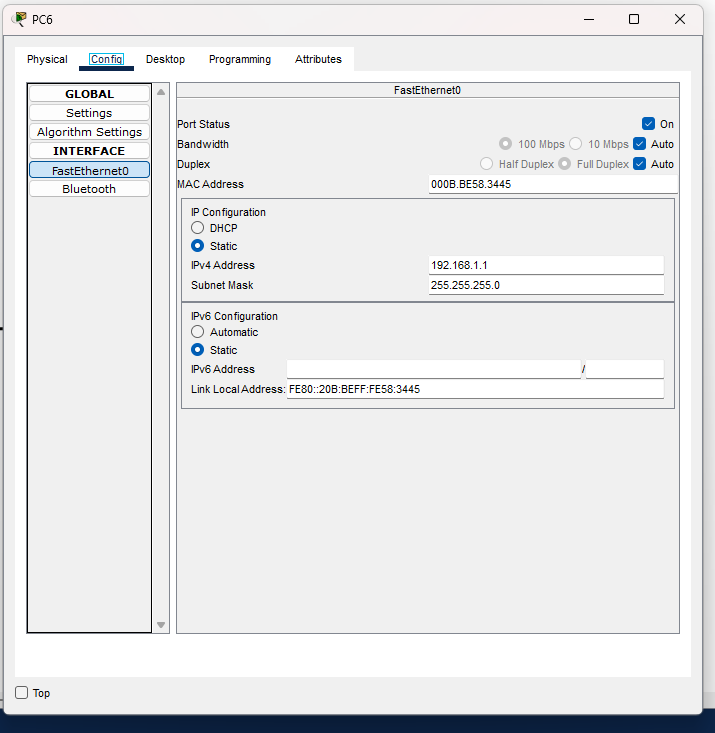 PC6
Physical Config Desktop Programming Attributes
GLOBAL
Settings
Algorithm Settings
INTERFACE
FastEthernet0
Bluetooth
FastEthernet0
Port Status On
Bandwidth 100 Mbps 10 Mbps Auto
Duplex Half Duplex Full Duplex Auto
MAC Address 000B.BE58.3445
IP Configuration
DHCP
Static
IPv4 Address 192.168.1.1
Subnet Mask 255.255.255.0
IPv6 Configuration
Automatic
Static
IPv6 Address /
Link Local Address: FE80::20B:BEFF:FE58:3445
Top